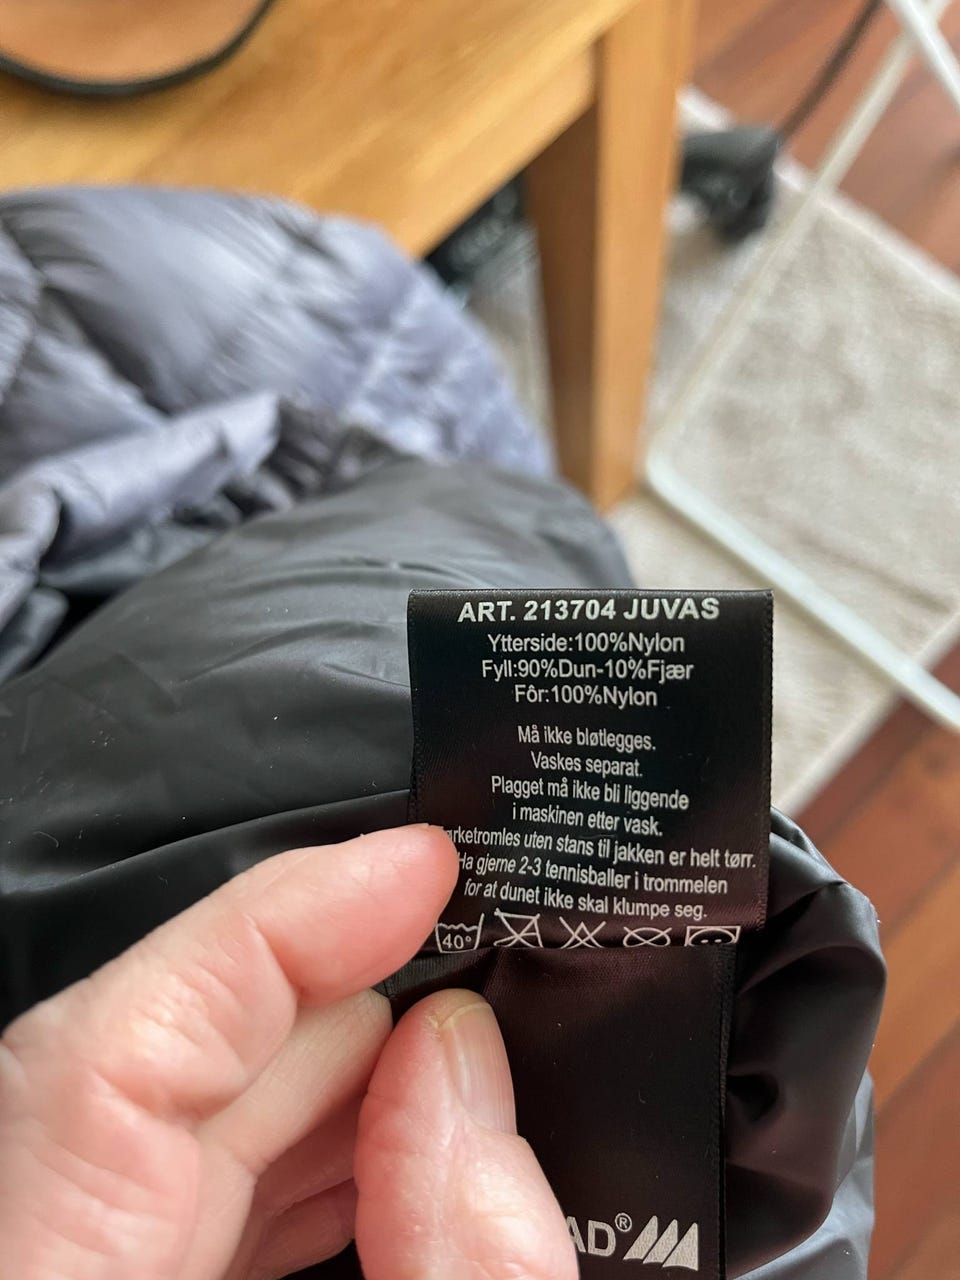 ART. 213704 JUVAS
Ytterside:100%Nylon
Fyll:90%Dun-10%Fjær
Fôr:100%Nylon
Må ikke bløtlegges.
Vaskes separat.
Plagget må ikke bli liggende
i maskinen etter vask.
uten stans til jakken er helt tørr.
Ha gjerne 2-3 tennisballer i trommelen
for at dunet ikke skal klumpe seg.
40°